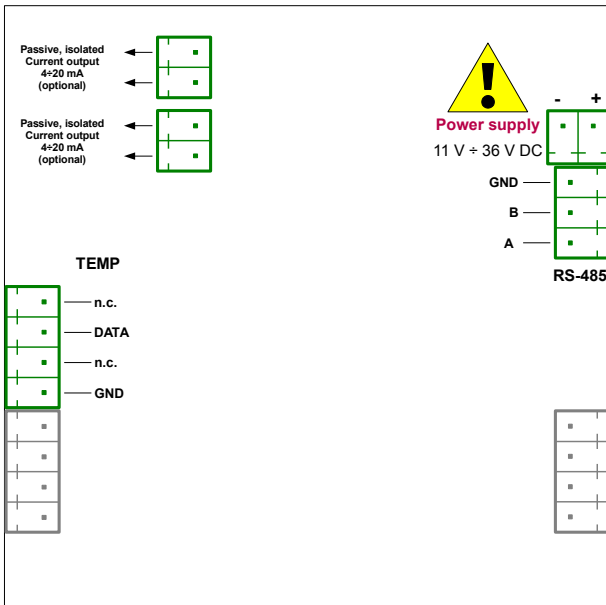 Passive, isolated
Current output
4÷20 mA
(optional)
Passive, isolated
Current output
4÷20 mA
(optional)
- +
Power supply
11 V ÷ 36 V DC
GND
B
A
RS-485
TEMP
n.c.
DATA
n.c.
GND